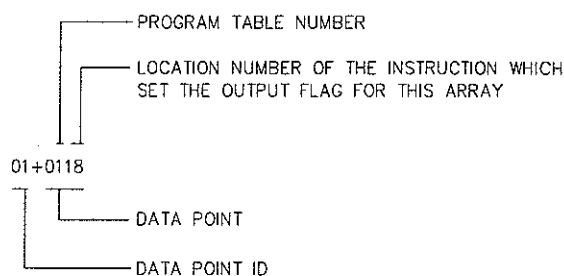 PROGRAM TABLE NUMBER
LOCATION NUMBER OF THE INSTRUCTION WHICH
SET THE OUTPUT FLAG FOR THIS ARRAY
01+0118
DATA POINT
DATA POINT ID